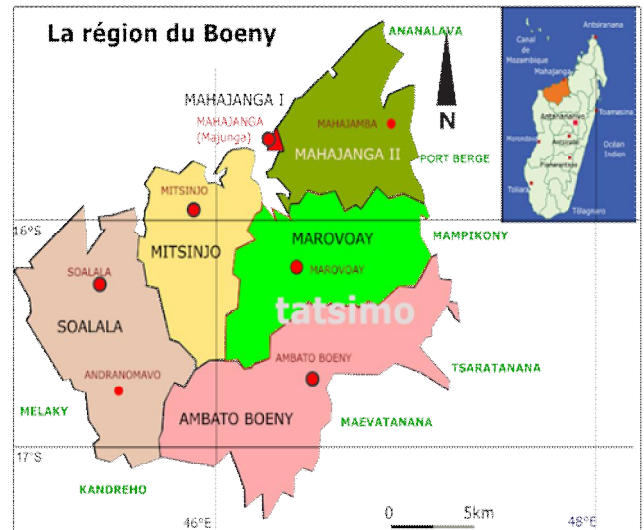 La région du Boeny
ANANALAVA
MAHAJANGA I
MAHAJANGA
(Majunga)
MAHAJAMBA
N
MAHAJANGA II
PORT BERGE
MITSINJO
16°S
MAROVOAY
MAMPIKONY
MITSINJO
MAROVOAY
SOALALA
tatsimo
SOALALA
AMBATO BOENY
TSARATANANA
ANDRANOMAVO
MELAKY
AMBATO BOENY
MAEVATANANA
17°S
KANDREHO
0 5km
46°E
48°E
Antsiranana
Canal
de
Mozambique
Mahajanga
Toamasina
Antananarivo
Morondava
Océan
Indien
Toliara